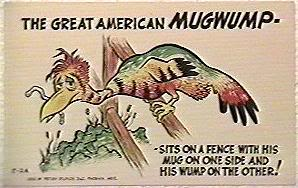 THE GREAT AMERICAN MUGWUMP-
-SITS ON A FENCE WITH HIS
MUG ON ONE SIDE AND
HIS WUMP ON THE OTHER!